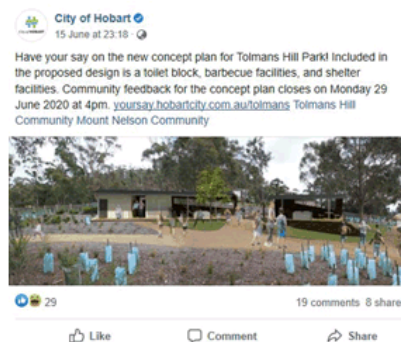 City of Hobart
15 June at 23:18 ·
Have your say on the new concept plan for Tolmans Hill Park! Included in
the proposed design is a toilet block, barbecue facilities, and shelter
facilities. Community feedback for the concept plan closes on Monday 29
June 2020 at 4pm. yoursay.hobartcity.com.au/tolmans Tolmans Hill
Community Mount Nelson Community
29
19 comments 8 share
Like Comment Share